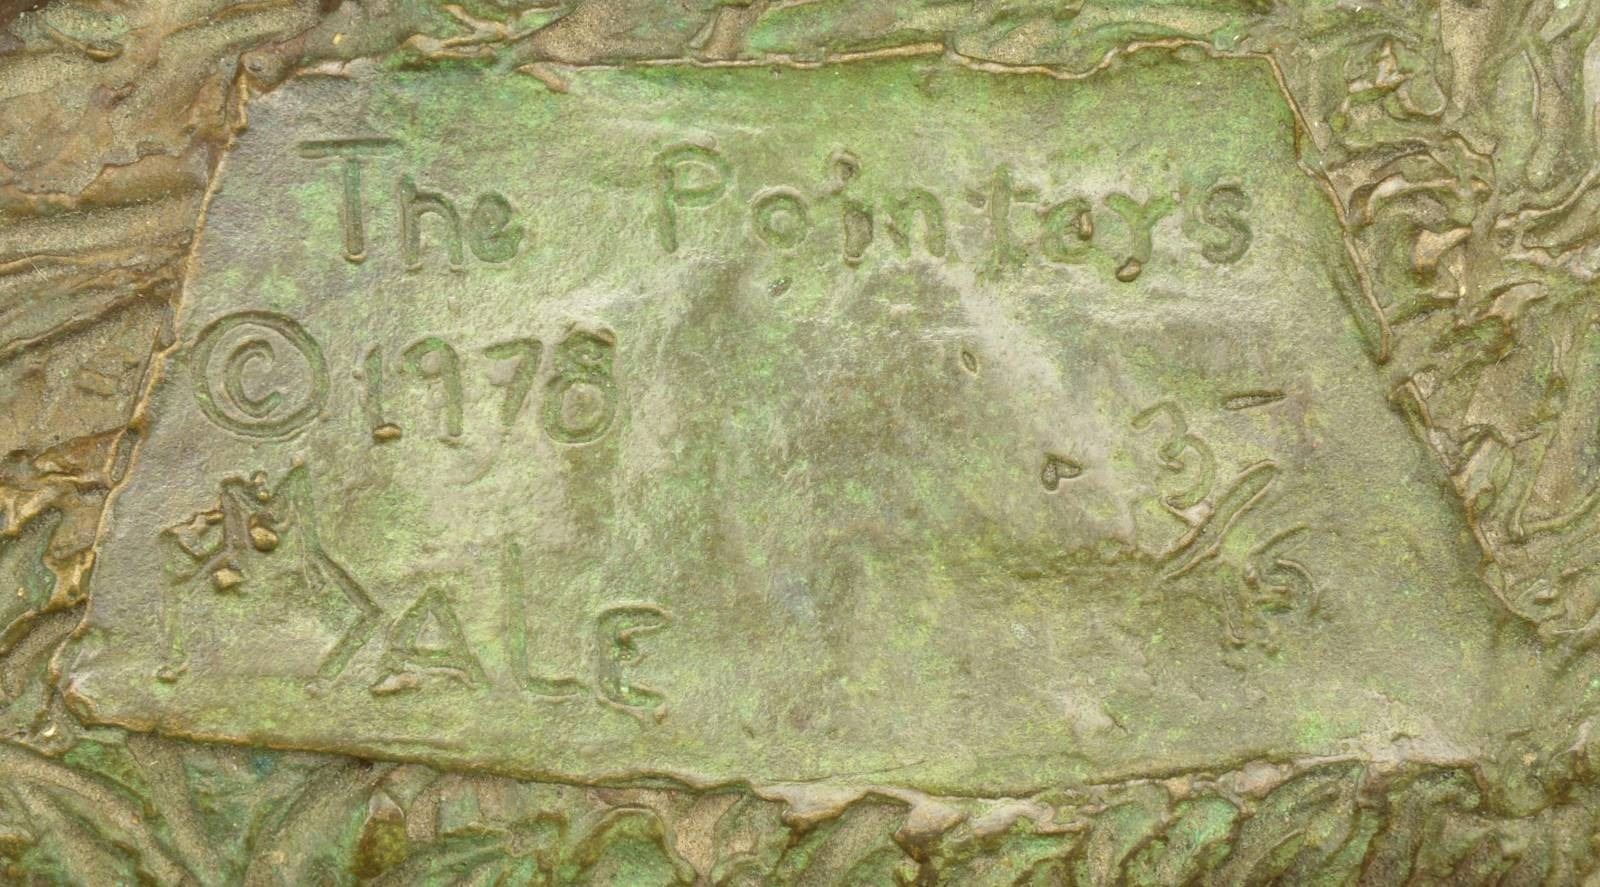 The Pointers
©1978
3/15
MALE